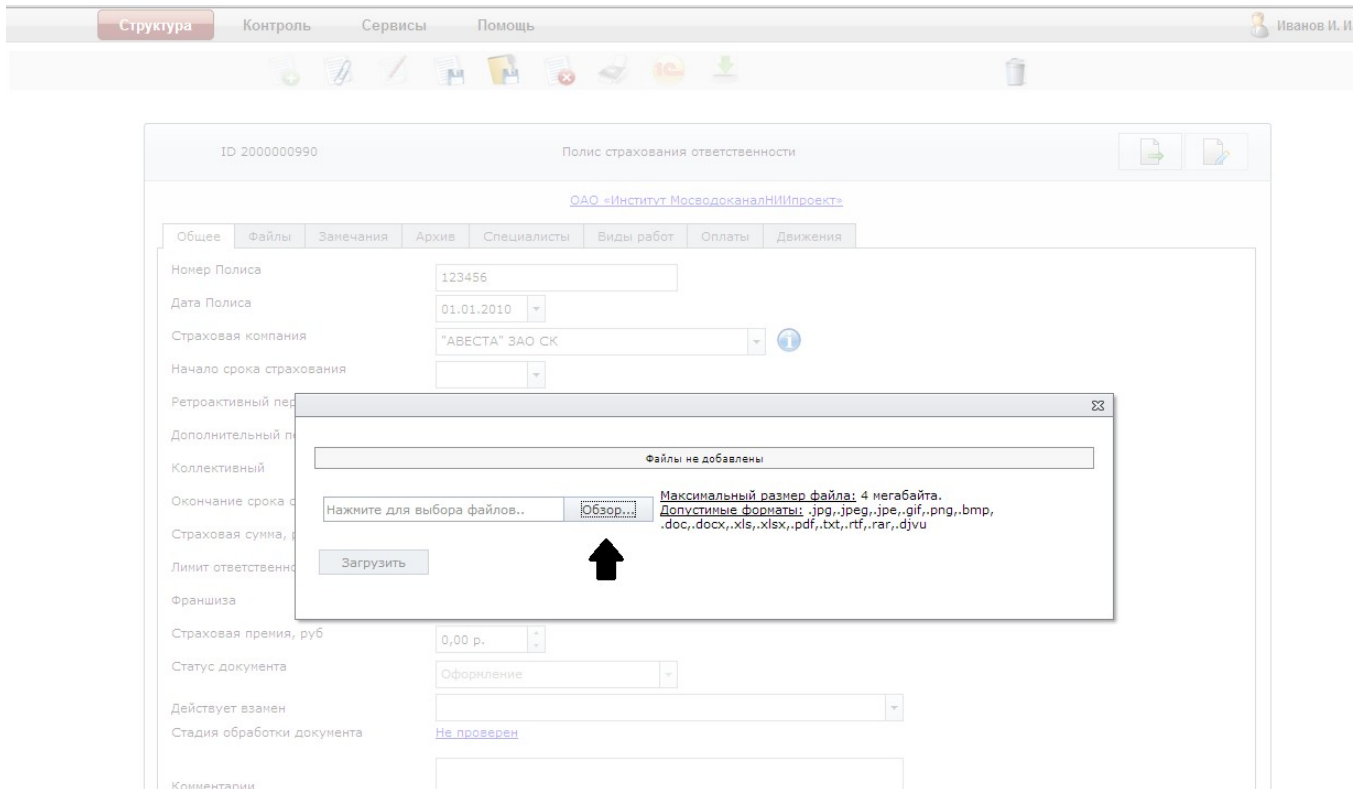 Структура Контроль Сервисы Помощь Иванов И. И.
ID 2000000990 Полис страхования ответственности
ОАО «Институт МосводоканалНИИпроект»
Общее Файлы Замечания Архив Специалисты Виды работ Оплаты Движения
Номер Полиса 123456
Дата Полиса 01.01.2010
Страховая компания "АВЕСТА" ЗАО СК
Начало срока страхования
Ретроактивный пер
Дополнительный п
Файлы не добавлены
Коллективный
Окончание срока с
Нажмите для выбора файлов.. Обзор...
Максимальный размер файла: 4 мегабайта.
Допустимые форматы: .jpg,.jpeg,.jpe,.gif,.png,.bmp,
.doc,.docx,.xls,.xlsx,.pdf,.txt,.rtf,.rar,.djvu
Страховая сумма, р
Лимит ответственно
Загрузить
Франшиза
Страховая премия, руб 0,00 р.
Статус документа Оформление
Действует взамен
Стадия обработки документа Не проверен
Комментарии